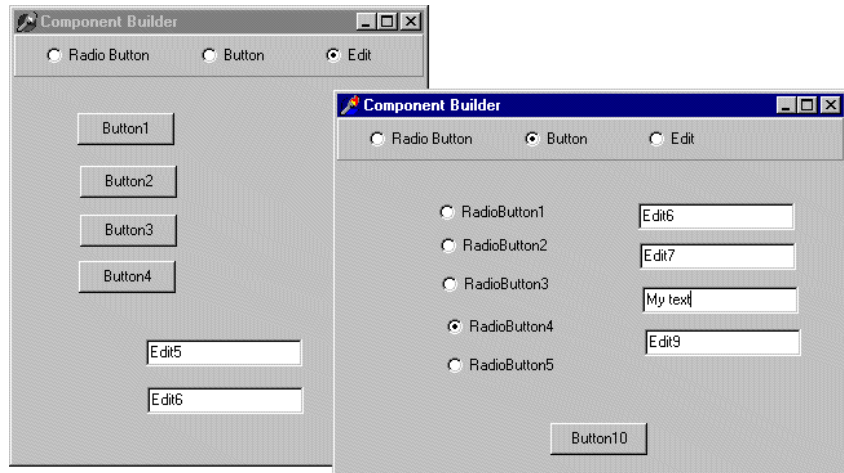 Component Builder
Radio Button Button Edit
Button1
Button2
Button3
Button4
Edit5
Edit6
Component Builder
Radio Button Button Edit
RadioButton1 Edit6
RadioButton2 Edit7
RadioButton3 My text
RadioButton4 Edit9
RadioButton5
Button10